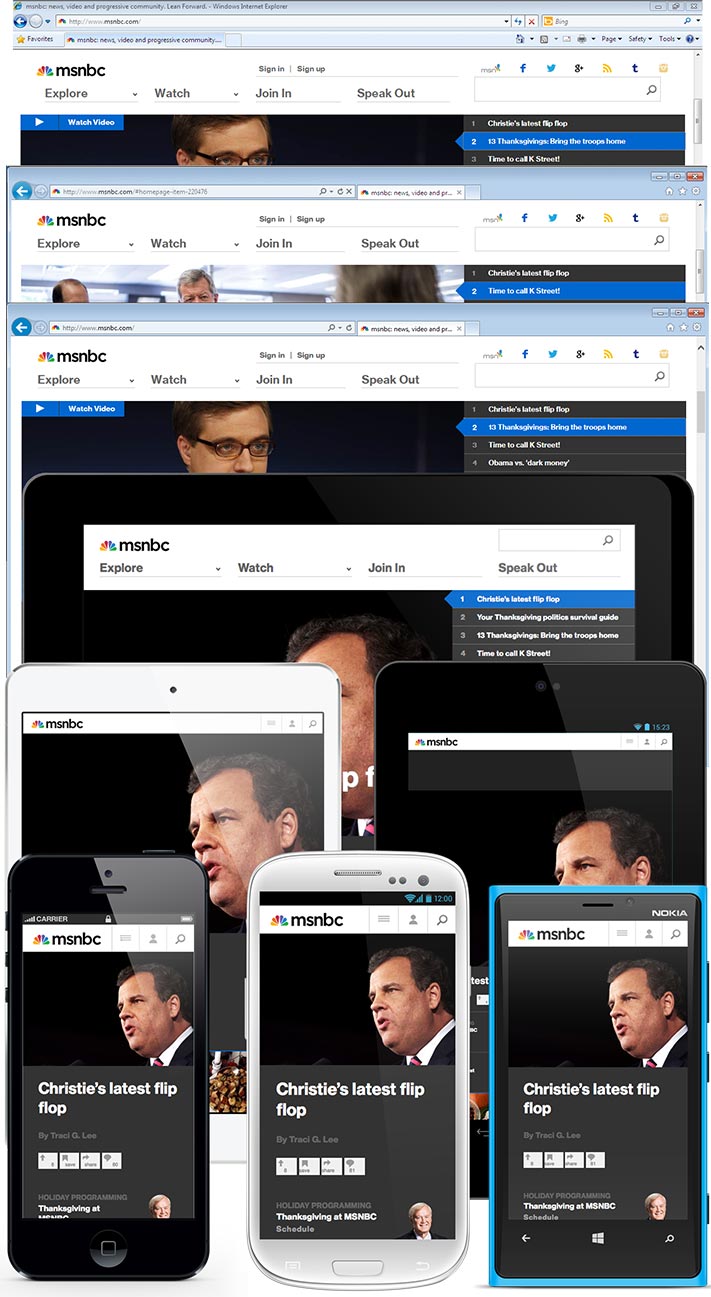 msnbc: news, video and progressive community. Lean Forward. - Windows Internet Explorer
http://www.msnbc.com/
Bing
Favorites
msnbc: news, video and progressive community....
Page
Safety
Tools
msnbc
Sign in | Sign up
msn
f
g+
t
Explore
Watch
Join In
Speak Out
Watch Video
1 Christie's latest flip flop
2 13 Thanksgivings: Bring the troops home
3 Time to call K Street!
http://www.msnbc.com/#homepage-item-220476
msnbc: news, video and pr...
msnbc
Sign in | Sign up
msn
f
g+
t
Explore
Watch
Join In
Speak Out
1 Christie's latest flip flop
2 Time to call K Street!
http://www.msnbc.com/
msnbc: news, video and pr...
msnbc
Sign in | Sign up
msn
f
g+
t
Explore
Watch
Join In
Speak Out
Watch Video
1 Christie's latest flip flop
2 13 Thanksgivings: Bring the troops home
3 Time to call K Street!
4 Obama vs. 'dark money'
msnbc
Explore
Watch
Join In
Speak Out
1 Christie's latest flip flop
2 Your Thanksgiving politics survival guide
3 13 Thanksgivings: Bring the troops home
4 Time to call K Street!
msnbc
15:23
msnbc
CARRIER
msnbc
Christie's latest flip
flop
By Traci G. Lee
6 save share 60
HOLIDAY PROGRAMMING
Thanksgiving at
MSNBC
12:00
msnbc
Christie's latest flip
flop
By Traci G. Lee
8 save share 81
HOLIDAY PROGRAMMING
Thanksgiving at MSNBC
Schedule
NOKIA
msnbc
Christie's latest flip
flop
By Traci G. Lee
8 save share 81
HOLIDAY PROGRAMMING
Thanksgiving at
MSNBC